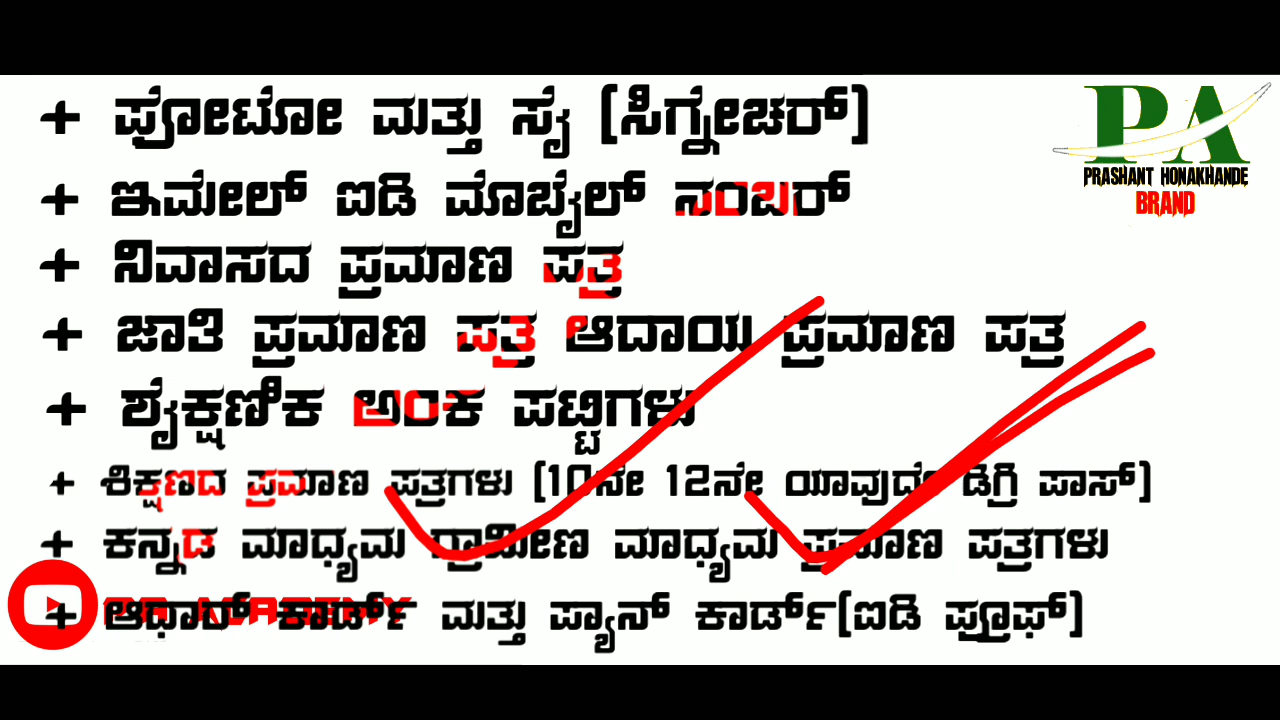 + ಫೋಟೋ ಮತ್ತು ಸೈ [ಸಿಗ್ನೇಚರ್]
PA
PRASHANT HONAKHANDE
BRAND
+ ಇಮೇಲ್ ಐಡಿ ಮೊಬೈಲ್ ನಂಬರ್
+ ನಿವಾಸದ ಪ್ರಮಾಣ ಪತ್ರ
+ ಜಾತಿ ಪ್ರಮಾಣ ಪತ್ರ ಆದಾಯ ಪ್ರಮಾಣ ಪತ್ರ
+ ಶೈಕ್ಷಣಿಕ ಅಂಕ ಪಟ್ಟಿಗಳು
+ ಶಿಕ್ಷಣದ ಪ್ರಮಾಣ ಪತ್ರಗಳು [10ನೇ 12ನೇ ಯಾವುದೇ ಡಿಗ್ರಿ ಪಾಸ್]
+ ಕನ್ನಡ ಮಾಧ್ಯಮ ಗ್ರಾಮೀಣ ಮಾಧ್ಯಮ ಪ್ರಮಾಣ ಪತ್ರಗಳು
+ ಆಧಾರ್ ಕಾರ್ಡ್ ಮತ್ತು ಪ್ಯಾನ್ ಕಾರ್ಡ್[ಐಡಿ ಪ್ರೂಫ್]